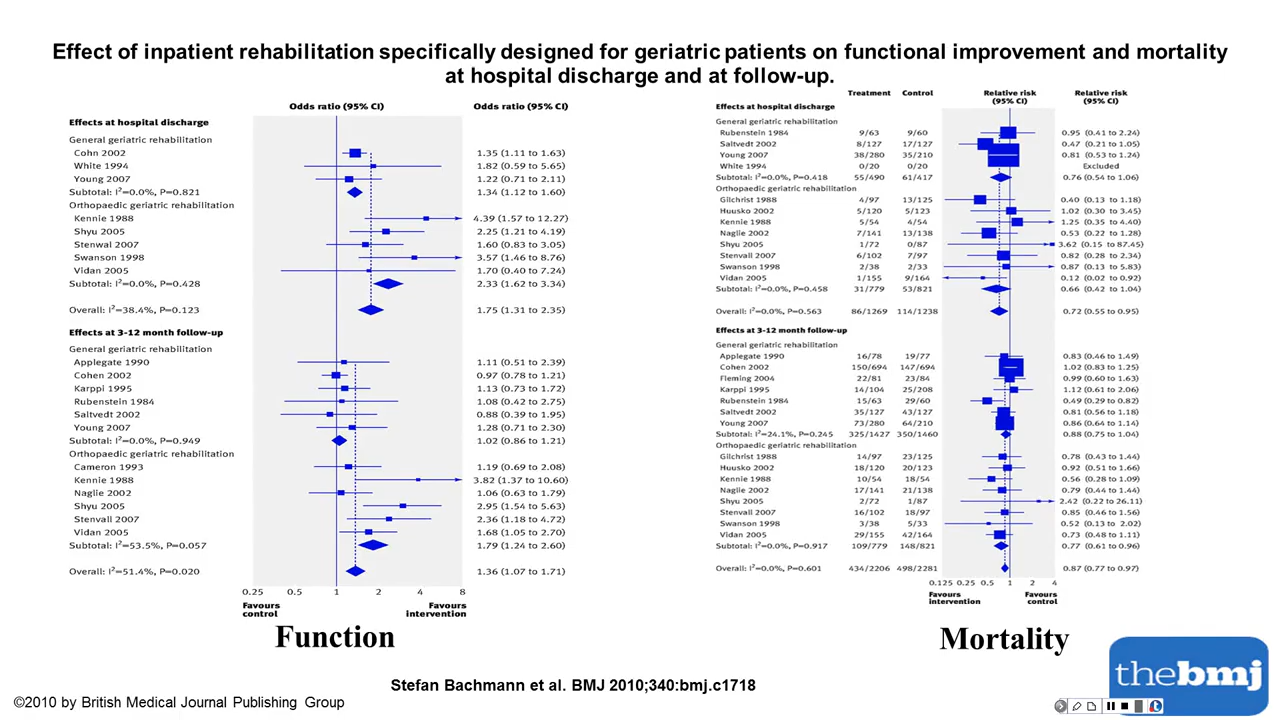 Effect of inpatient rehabilitation specifically designed for geriatric patients on functional improvement and mortality
at hospital discharge and at follow-up.
Odds ratio (95% CI) Odds ratio (95% CI)
Effects at hospital discharge
General geriatric rehabilitation
Cohn 2002 1.35 (1.11 to 1.63)
White 1994 1.82 (0.59 to 5.65)
Young 2007 1.22 (0.71 to 2.11)
Subtotal: I²=0.0%, P=0.821 1.34 (1.12 to 1.60)
Orthopaedic geriatric rehabilitation
Kennie 1988 4.39 (1.57 to 12.27)
Shyu 2005 2.25 (1.21 to 4.19)
Stenwal 2007 1.60 (0.83 to 3.05)
Swanson 1998 3.57 (1.46 to 8.76)
Vidan 2005 1.70 (0.40 to 7.24)
Subtotal: I²=0.0%, P=0.428 2.33 (1.62 to 3.34)
Overall: I²=38.4%, P=0.123 1.75 (1.31 to 2.35)
Effects at 3-12 month follow-up
General geriatric rehabilitation
Applegate 1990 1.11 (0.51 to 2.39)
Cohen 2002 0.97 (0.78 to 1.21)
Karppi 1995 1.13 (0.73 to 1.72)
Rubenstein 1984 1.08 (0.42 to 2.75)
Saltvedt 2002 0.88 (0.39 to 1.95)
Young 2007 1.28 (0.71 to 2.30)
Subtotal: I²=0.0%, P=0.949 1.02 (0.86 to 1.21)
Orthopaedic geriatric rehabilitation
Cameron 1993 1.19 (0.69 to 2.08)
Kennie 1988 3.82 (1.37 to 10.60)
Naglie 2002 1.06 (0.63 to 1.79)
Shyu 2005 2.95 (1.54 to 5.63)
Stenvall 2007 2.36 (1.18 to 4.72)
Vidan 2005 1.68 (1.05 to 2.70)
Subtotal: I²=53.5%, P=0.057 1.79 (1.24 to 2.60)
Overall: I²=51.4%, P=0.020 1.36 (1.07 to 1.71)
0.25 0.5 1 2 4 8
Favours control Favours intervention
Function
Treatment Control Relative risk (95% CI) Relative risk (95% CI)
Effects at hospital discharge
General geriatric rehabilitation
Rubenstein 1984 9/63 9/60 0.95 (0.41 to 2.24)
Saltvedt 2002 8/127 17/127 0.47 (0.21 to 1.05)
Young 2007 38/280 35/210 0.81 (0.53 to 1.24)
White 1994 0/20 0/20 Excluded
Subtotal: I²=0.0%, P=0.418 55/490 61/417 0.76 (0.54 to 1.06)
Orthopaedic geriatric rehabilitation
Gilchrist 1988 4/97 13/125 0.40 (0.13 to 1.18)
Huusko 2002 5/120 5/123 1.02 (0.30 to 3.45)
Kennie 1988 5/54 4/54 1.25 (0.35 to 4.40)
Naglie 2002 7/141 13/138 0.53 (0.22 to 1.28)
Shyu 2005 1/72 0/87 3.62 (0.15 to 87.45)
Stenvall 2007 6/102 7/97 0.82 (0.28 to 2.34)
Swanson 1998 2/38 2/33 0.87 (0.13 to 5.83)
Vidan 2005 1/155 9/164 0.12 (0.02 to 0.92)
Subtotal: I²=0.0%, P=0.458 31/779 53/821 0.66 (0.42 to 1.04)
Overall: I²=0.0%, P=0.563 86/1269 114/1238 0.72 (0.55 to 0.95)
Effects at 3-12 month follow-up
General geriatric rehabilitation
Applegate 1990 16/78 19/77 0.83 (0.46 to 1.49)
Cohen 2002 150/694 147/694 1.02 (0.83 to 1.25)
Fleming 2004 22/81 23/84 0.99 (0.60 to 1.63)
Karppi 1995 14/104 25/208 1.12 (0.61 to 2.06)
Rubenstein 1984 15/63 29/60 0.49 (0.29 to 0.82)
Saltvedt 2002 35/127 43/127 0.81 (0.56 to 1.18)
Young 2007 73/280 64/210 0.86 (0.64 to 1.14)
Subtotal: I²=24.1%, P=0.245 325/1427 350/1460 0.88 (0.75 to 1.04)
Orthopaedic geriatric rehabilitation
Gilchrist 1988 14/97 23/125 0.78 (0.43 to 1.44)
Huusko 2002 18/120 20/123 0.92 (0.51 to 1.66)
Kennie 1988 10/54 18/54 0.56 (0.28 to 1.09)
Naglie 2002 17/141 21/138 0.79 (0.44 to 1.44)
Shyu 2005 2/72 1/87 2.42 (0.22 to 26.11)
Stenvall 2007 16/102 18/97 0.85 (0.46 to 1.56)
Swanson 1998 3/38 5/33 0.52 (0.13 to 2.02)
Vidan 2005 29/155 42/164 0.73 (0.48 to 1.11)
Subtotal: I²=0.0%, P=0.917 109/779 148/821 0.77 (0.61 to 0.96)
Overall: I²=0.0%, P=0.601 434/2206 498/2281 0.87 (0.77 to 0.97)
0.125 0.25 0.5 1 2 4
Favours intervention Favours control
Mortality
Stefan Bachmann et al. BMJ 2010;340:bmj.c1718
©2010 by British Medical Journal Publishing Group
thebmj